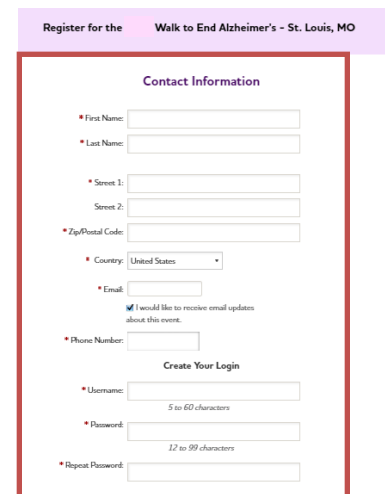 Register for the Walk to End Alzheimer's - St. Louis, MO
Contact Information
* First Name:
* Last Name:
* Street 1:
Street 2:
* Zip/Postal Code:
* Country: United States
* Email:
I would like to receive email updates
about this event.
* Phone Number:
Create Your Login
* Username:
5 to 60 characters
* Password:
12 to 99 characters
* Repeat Password: